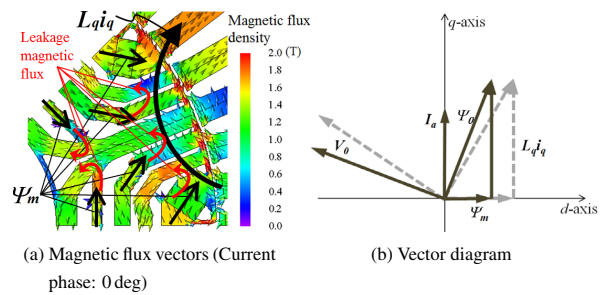 Lqiq
Magnetic flux
density
Leakage
magnetic
flux
2.0 (T)
1.8
1.6
1.4
1.2
1.0
0.8
0.6
0.4
0.2
0.0
Ψm
(a) Magnetic flux vectors (Current
phase: 0 deg)
q-axis
Ia
Ψ0
V0
Lqiq
Ψm
d-axis
(b) Vector diagram